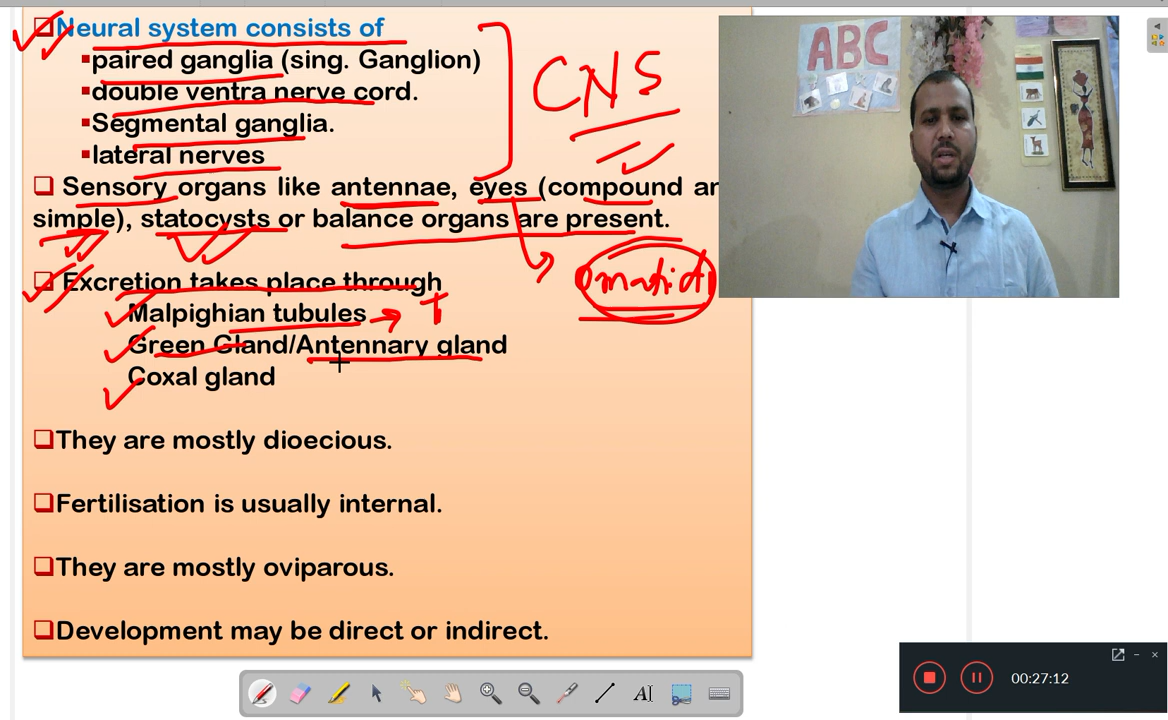 Neural system consists of
paired ganglia (sing. Ganglion)
double ventra nerve cord.
Segmental ganglia.
lateral nerves
CNS
Sensory organs like antennae, eyes (compound ar
simple), statocysts or balance organs are present.
Excretion takes place through
Malpighian tubules → T
Green Gland/Antennary gland
Coxal gland
They are mostly dioecious.
Fertilisation is usually internal.
They are mostly oviparous.
Development may be direct or indirect.
ABC
AI
00:27:12